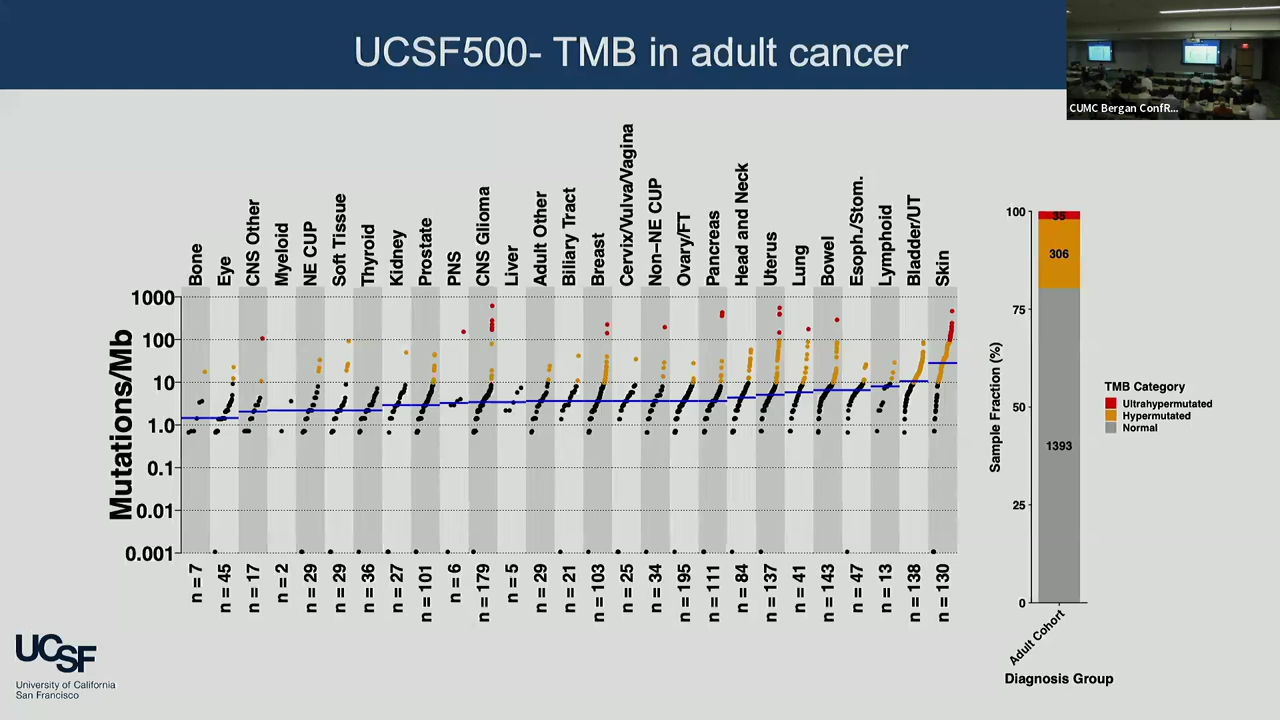 UCSF500- TMB in adult cancer
CUMC Bergan ConfR...
Bone
Eye
CNS Other
Myeloid
NE CUP
Soft Tissue
Thyroid
Kidney
Prostate
PNS
CNS Glioma
Liver
Adult Other
Biliary Tract
Breast
Cervix/Vulva/Vagina
Non−NE CUP
Ovary/FT
Pancreas
Head and Neck
Uterus
Lung
Bowel
Esoph./Stom.
Lymphoid
Bladder/UT
Skin
Mutations/Mb
1000
100
10
1.0
0.1
0.01
0.001
n = 7
n = 45
n = 17
n = 2
n = 29
n = 29
n = 36
n = 27
n = 101
n = 6
n = 179
n = 5
n = 29
n = 21
n = 103
n = 25
n = 34
n = 195
n = 111
n = 84
n = 137
n = 41
n = 143
n = 47
n = 13
n = 138
n = 130
Sample Fraction (%)
100
75
50
25
0
35
306
1393
Adult Cohort
Diagnosis Group
TMB Category
Ultrahypermutated
Hypermutated
Normal
UCSF
University of California
San Francisco